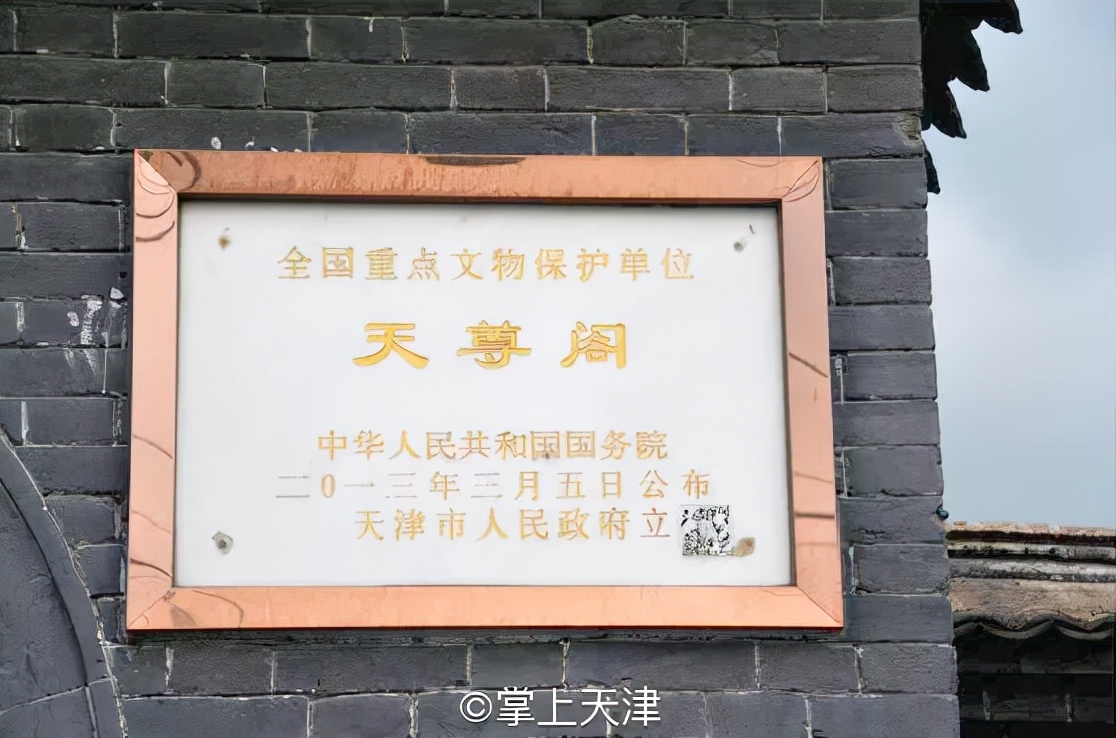 全国重点文物保护单位
天尊阁
中华人民共和国国务院
二0一三年三月五日公布
天津市人民政府立
©掌上天津